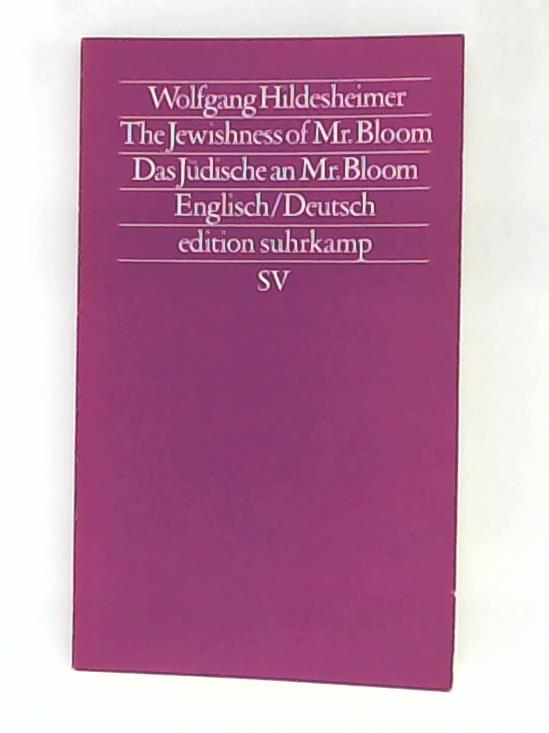 Wolfgang Hildesheimer
The Jewishness of Mr. Bloom
Das Jüdische an Mr. Bloom
Englisch/Deutsch
edition suhrkamp
SV